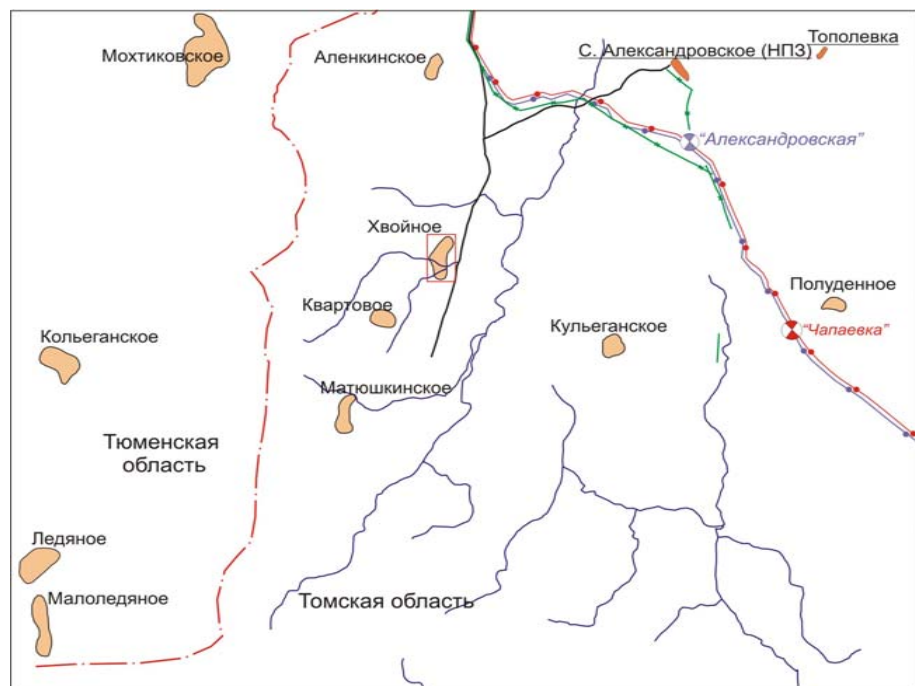 Мохтиковское
Аленкинское
С. Александровское (НПЗ)
Тополевка
"Александровская"
Хвойное
Полуденное
Квартовое
Кульеганское
"Чапаевка"
Кольеганское
Матюшкинское
Тюменская
область
Ледяное
Малоледяное
Томская область